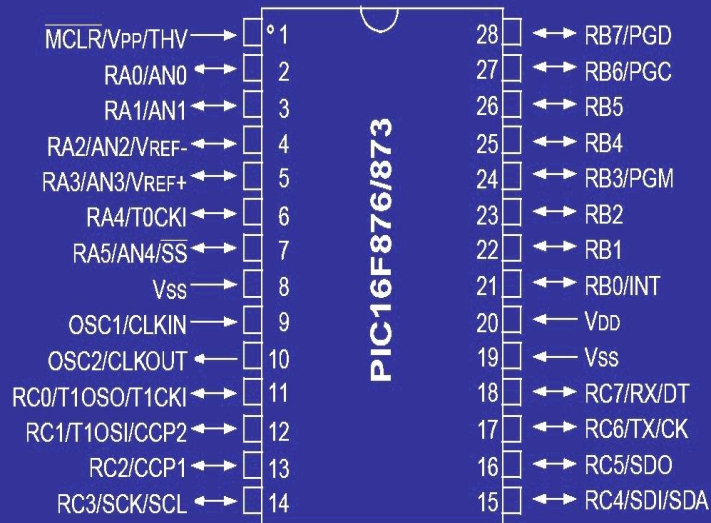 MCLR/VPP/THV °1 28 RB7/PGD
RA0/AN0 2 27 RB6/PGC
RA1/AN1 3 26 RB5
RA2/AN2/VREF- 4 25 RB4
RA3/AN3/VREF+ 5 24 RB3/PGM
RA4/T0CKI 6 23 RB2
RA5/AN4/SS 7 22 RB1
VSS 8 21 RB0/INT
OSC1/CLKIN 9 20 VDD
OSC2/CLKOUT 10 19 VSS
RC0/T1OSO/T1CKI 11 18 RC7/RX/DT
RC1/T1OSI/CCP2 12 17 RC6/TX/CK
RC2/CCP1 13 16 RC5/SDO
RC3/SCK/SCL 14 15 RC4/SDI/SDA
PIC16F876/873